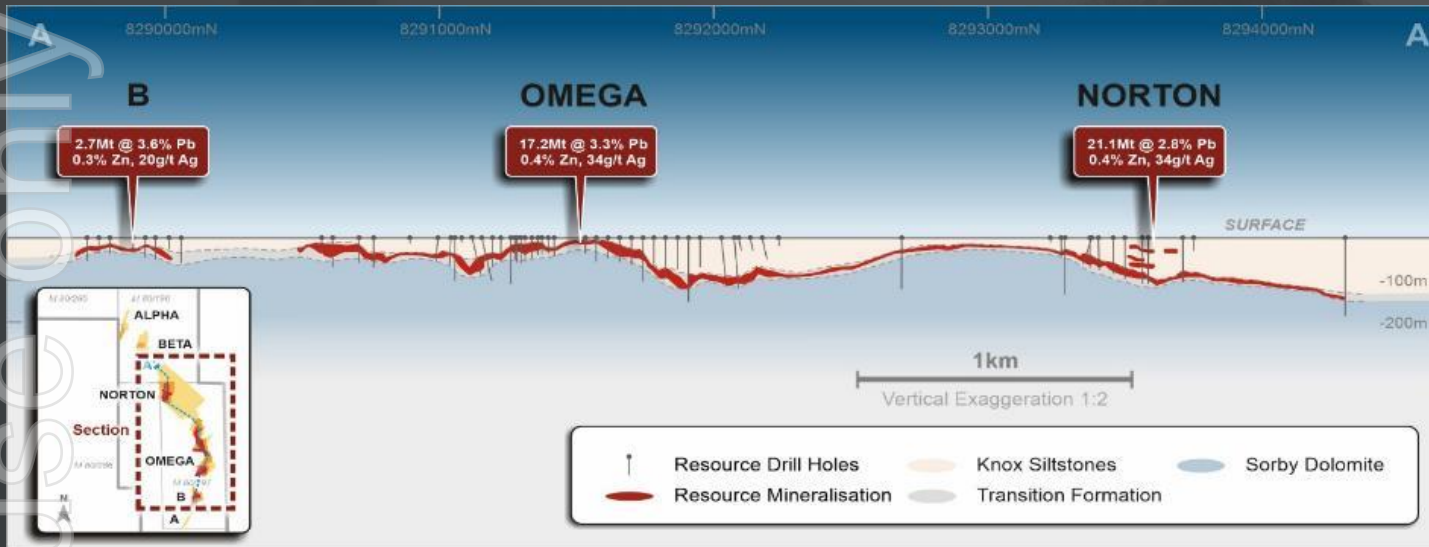 A 8290000mN 8291000mN 8292000mN 8293000mN 8294000mN A
B OMEGA NORTON
2.7Mt @ 3.6% Pb
0.3% Zn, 20g/t Ag
17.2Mt @ 3.3% Pb
0.4% Zn, 34g/t Ag
21.1Mt @ 2.8% Pb
0.4% Zn, 34g/t Ag
SURFACE
-100m
-200m
1km
Vertical Exaggeration 1:2
ALPHA
BETA
A'
NORTON
Section
OMEGA
B
N
A
Resource Drill Holes
Knox Siltstones
Sorby Dolomite
Resource Mineralisation
Transition Formation
use only